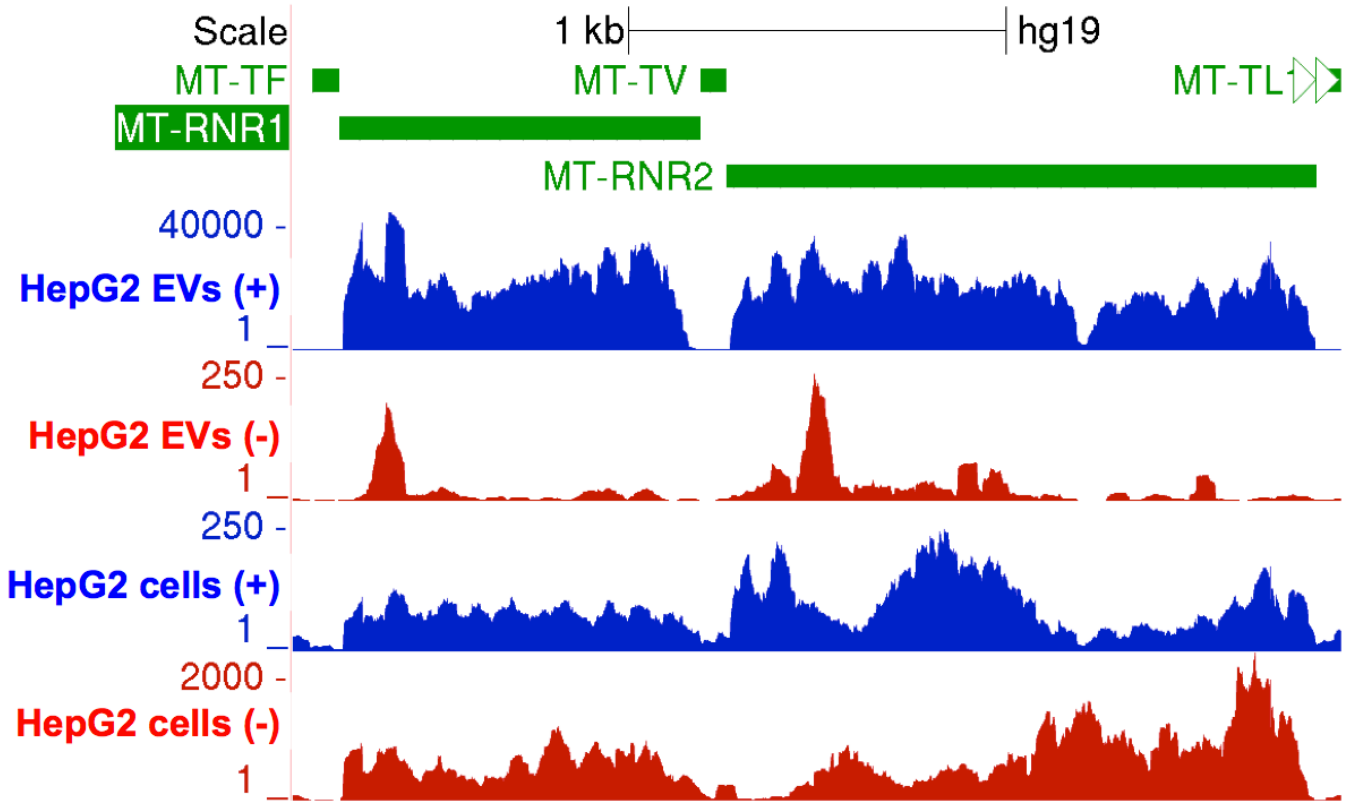 Scale 1 kb hg19
MT-TF MT-TV MT-TL1
MT-RNR1
MT-RNR2
40000 -
HepG2 EVs (+)
1
250 -
HepG2 EVs (-)
1
250 -
HepG2 cells (+)
1
2000 -
HepG2 cells (-)
1